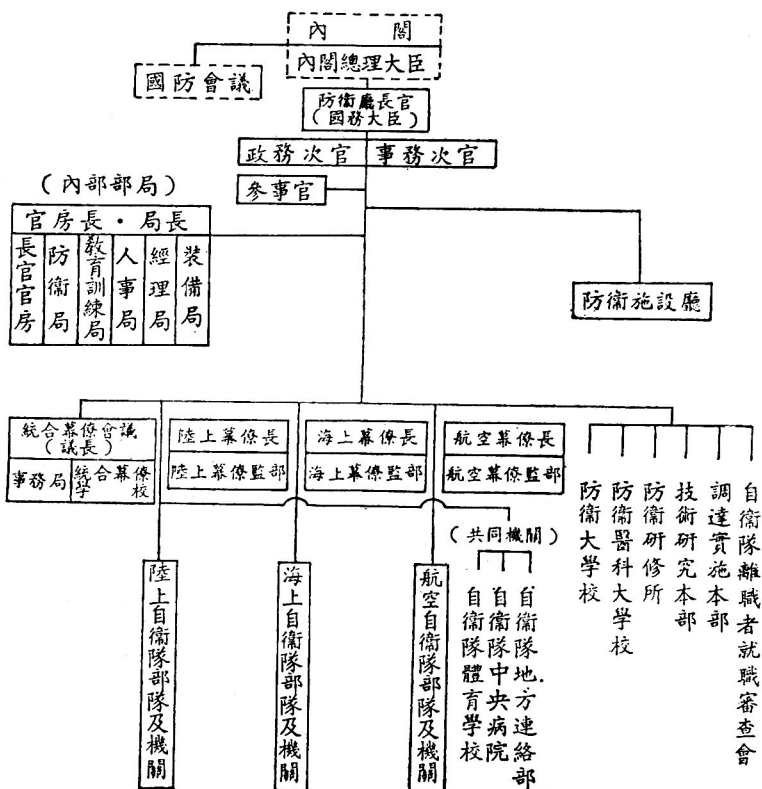 內閣
內閣總理大臣
國防會議
防衛廳長官
(國務大臣)
政務次官
事務次官
參事官
(內部部局)
官房長・局長
長官官房
防衛局
敎育訓練局
人事局
經理局
裝備局
防衛施設廳
統合幕僚會議
(議長)
事務局
統合幕僚學校
陸上幕僚長
陸上幕僚監部
海上幕僚長
海上幕僚監部
航空幕僚長
航空幕僚監部
防衛大學校
防衛醫科大學校
防衛研修所
技術研究本部
調達實施本部
自衛隊離職者就職審査會
(共同機關)
自衛隊體育學校
自衛隊中央病院
自衛隊地方連絡部
陸上自衛隊部隊及機關
海上自衛隊部隊及機關
航空自衛隊部隊及機關